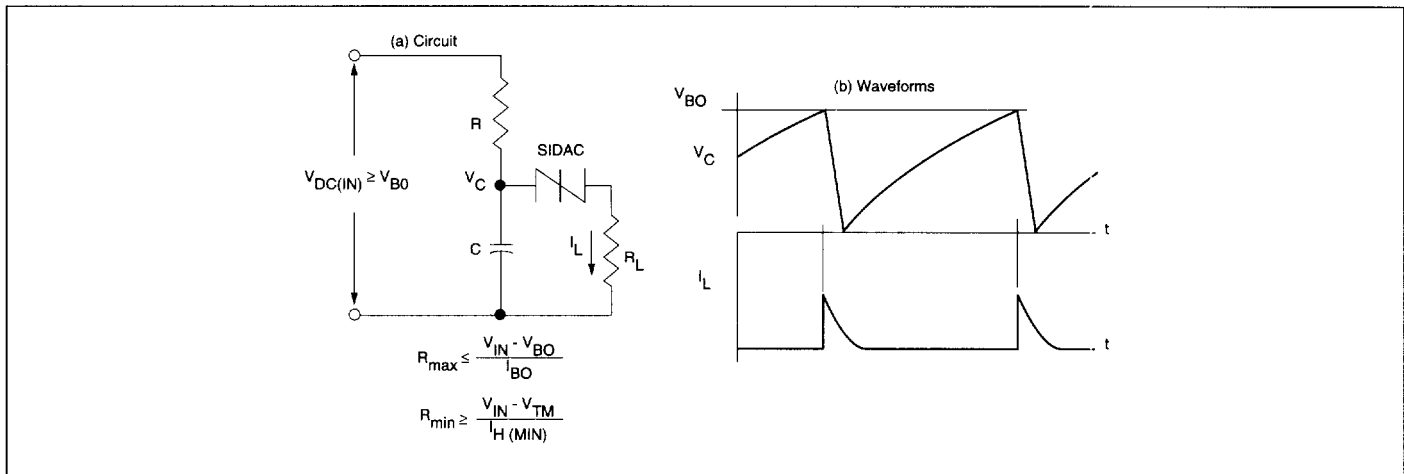 (a) Circuit
R
SIDAC
V_DC(IN) ≥ V_B0
V_C
C
I_L
R_L
R_max ≤ (V_IN - V_BO) / I_BO
R_min ≥ (V_IN - V_TM) / I_H (MIN)
(b) Waveforms
V_BO
V_C
t
I_L
t